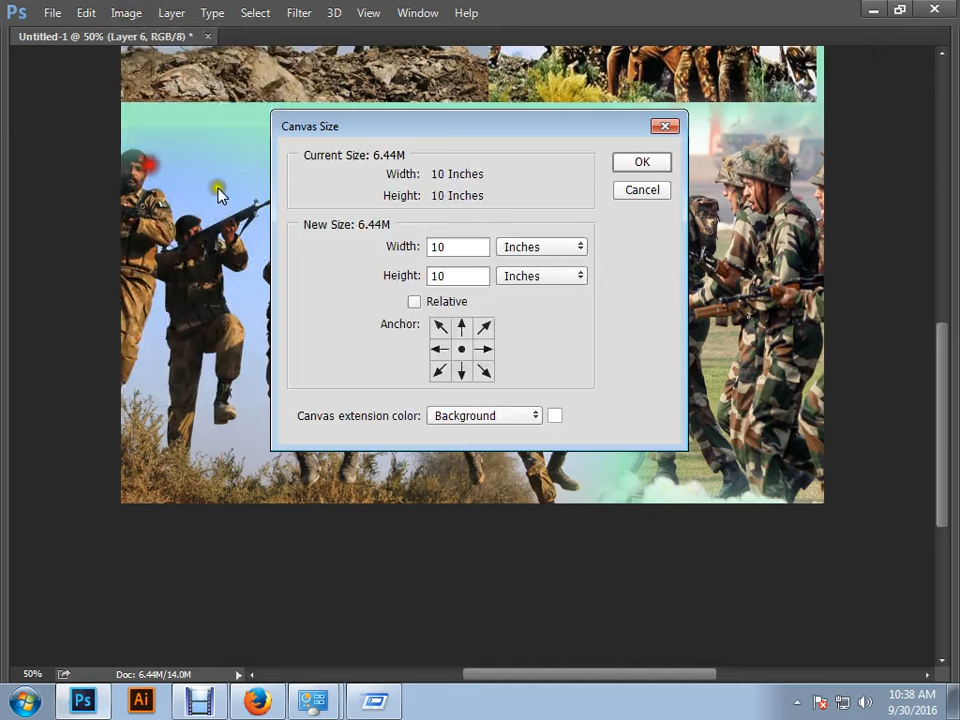 Ps File Edit Image Layer Type Select Filter 3D View Window Help
Untitled-1 @ 50% (Layer 6, RGB/8) * ×
Canvas Size
Current Size: 6.44M
Width: 10 Inches
Height: 10 Inches
New Size: 6.44M
Width: 10 Inches
Height: 10 Inches
Relative
Anchor:
Canvas extension color: Background
OK
Cancel
50% Doc: 6.44M/14.0M
Ps Ai
10:38 AM
9/30/2016